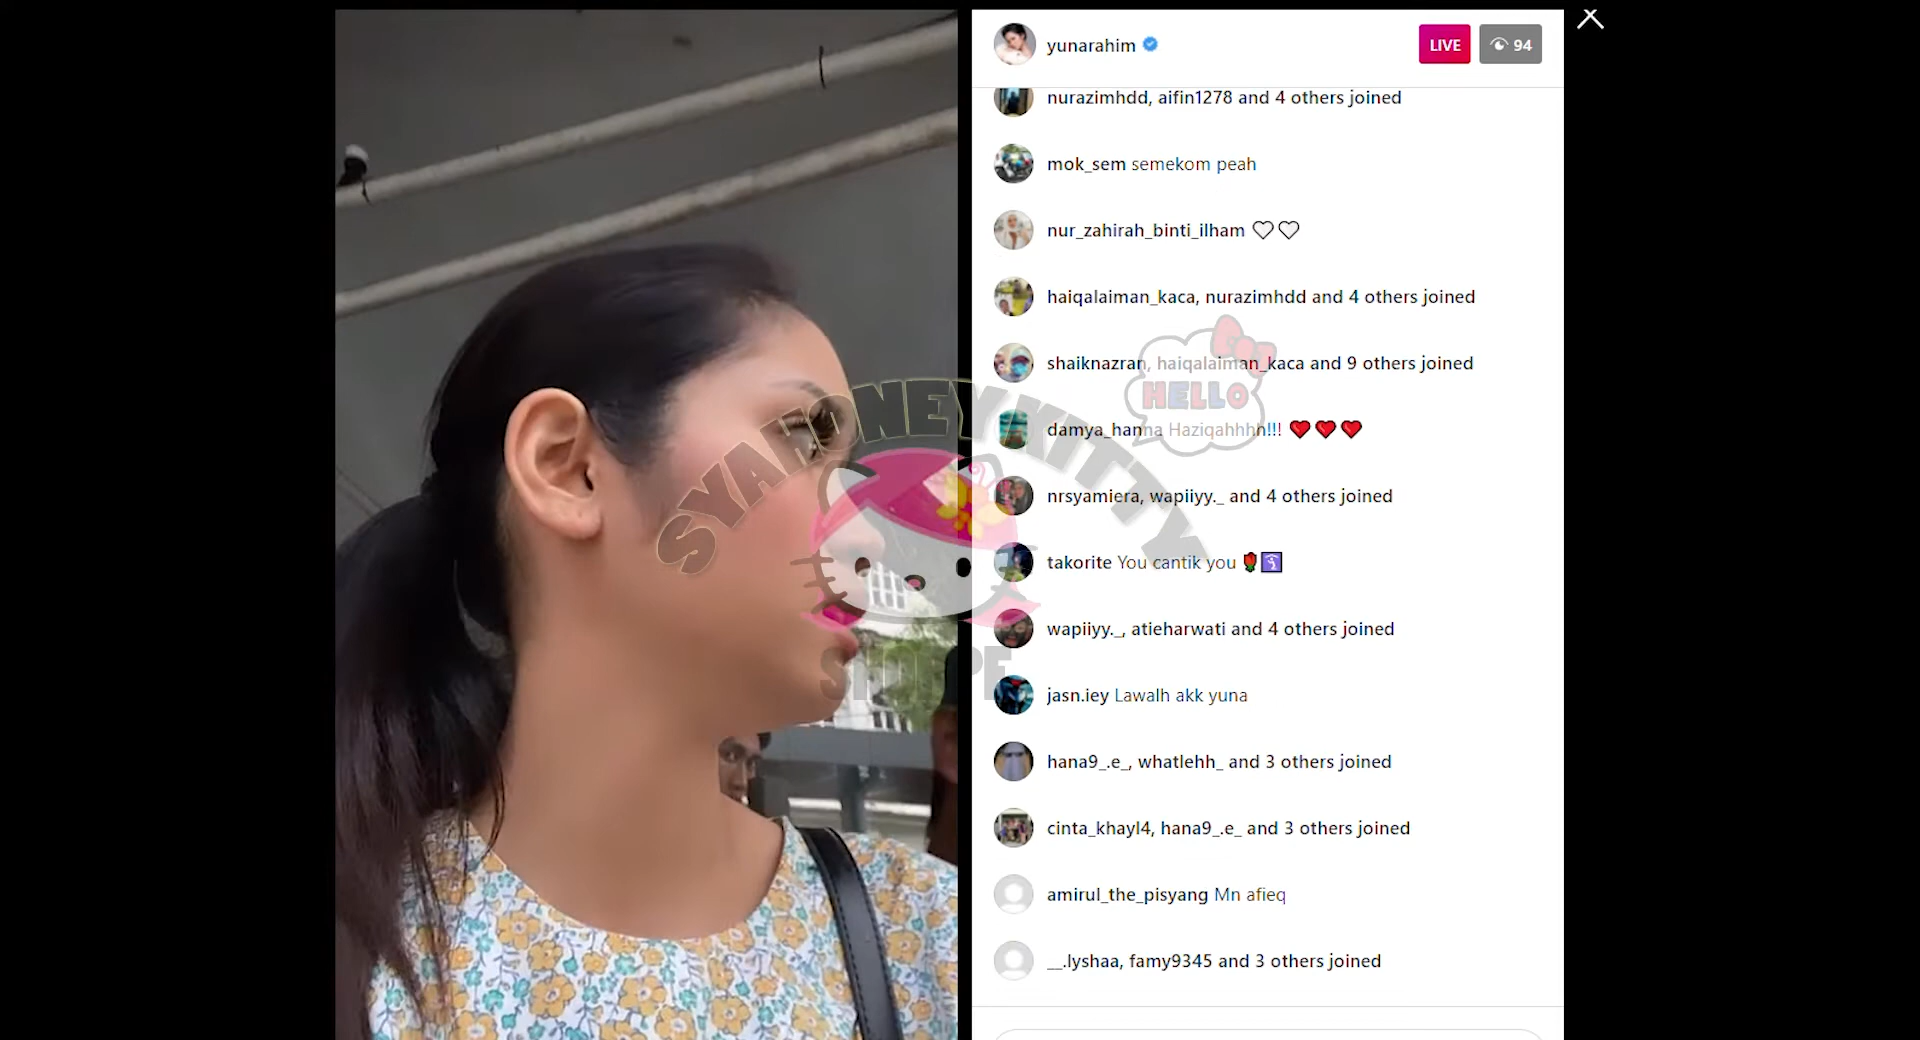 yunarahim
LIVE
94
nurazimhdd, aifin1278 and 4 others joined
mok_sem semekom peah
nur_zahirah_binti_ilham
haiqalaiman_kaca, nurazimhdd and 4 others joined
shaiknazran, haiqalaiman_kaca and 9 others joined
HELLO
damya_hanna Haziqahhhh!!!
SYAHONEY KITTY
nrsyamiera, wapiiyy._ and 4 others joined
takorite You cantik you
wapiiyy._, atieharwati and 4 others joined
jasn.iey Lawalh akk yuna
hana9_.e_, whatlehh_ and 3 others joined
cinta_khayl4, hana9_.e_ and 3 others joined
amirul_the_pisyang Mn afieq
__.lyshaa, famy9345 and 3 others joined